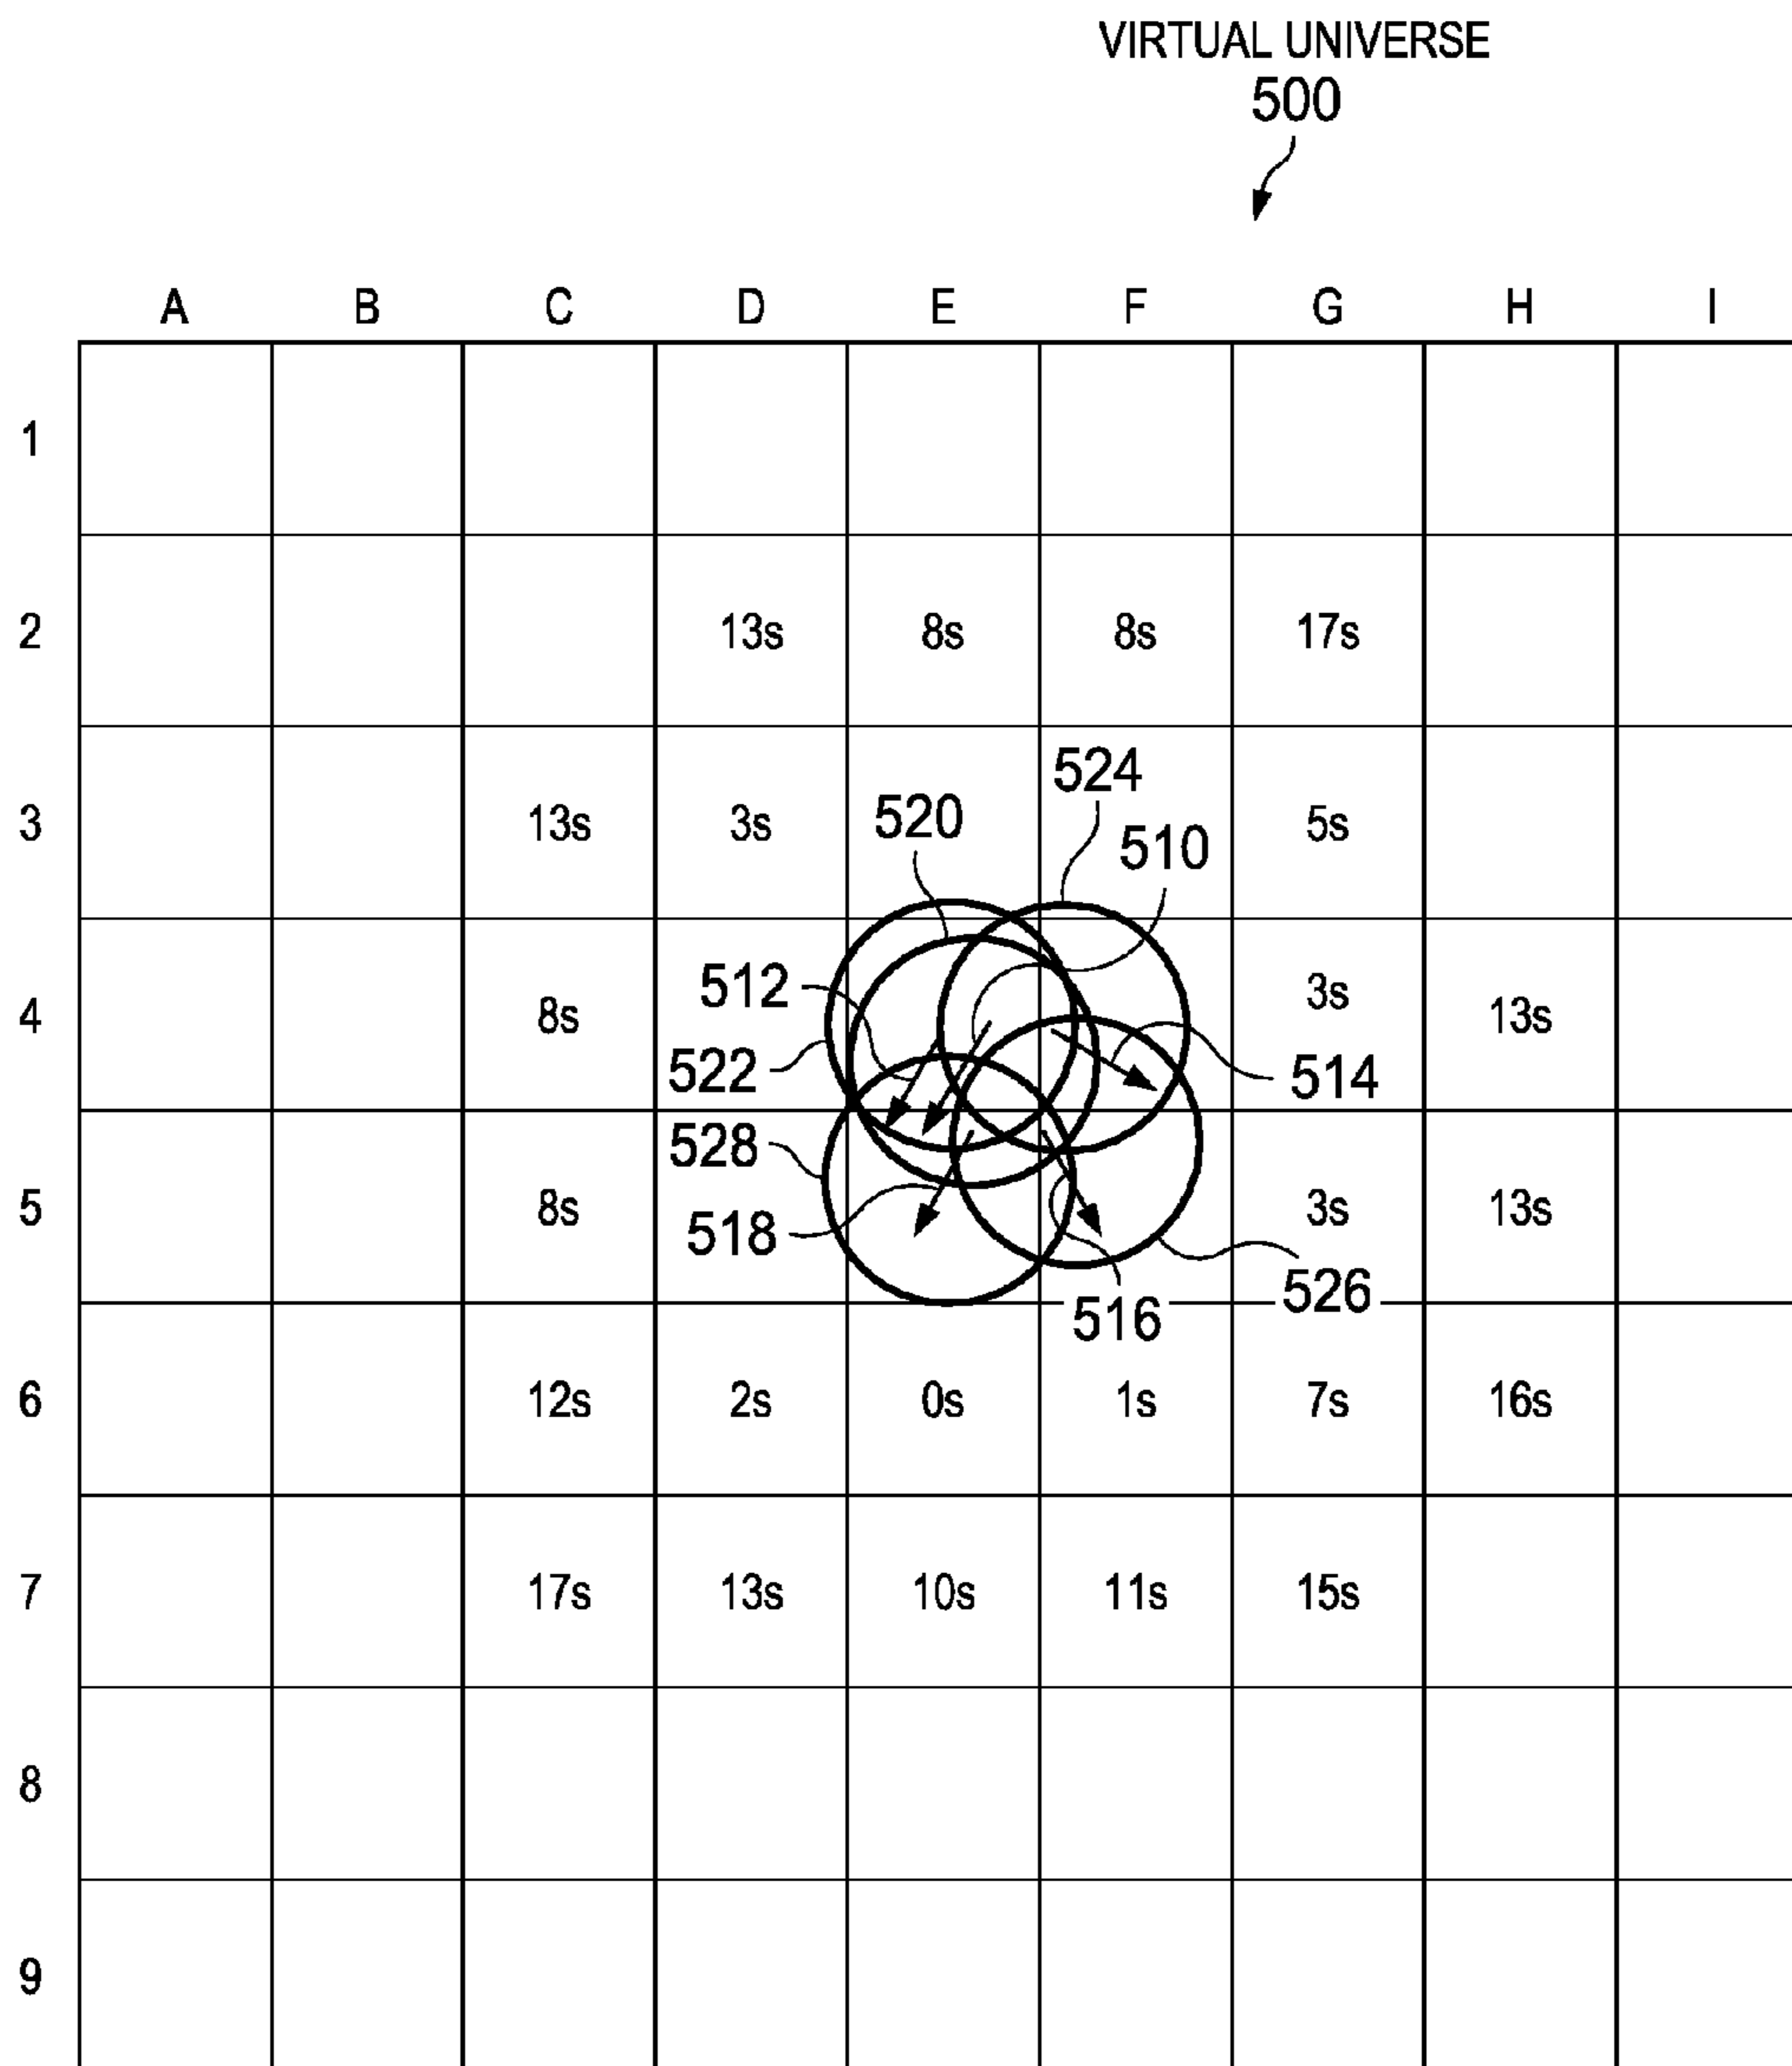 VIRTUAL UNIVERSE
500
A B C D E F G H I
1
2 13s 8s 8s 17s
524
3 13s 3s 520 5s
510
512 3s
4 8s 13s
522 514
528
5 8s 3s 13s
518
526
516
6 12s 2s 0s 1s 7s 16s
7 17s 13s 10s 11s 15s
8
9